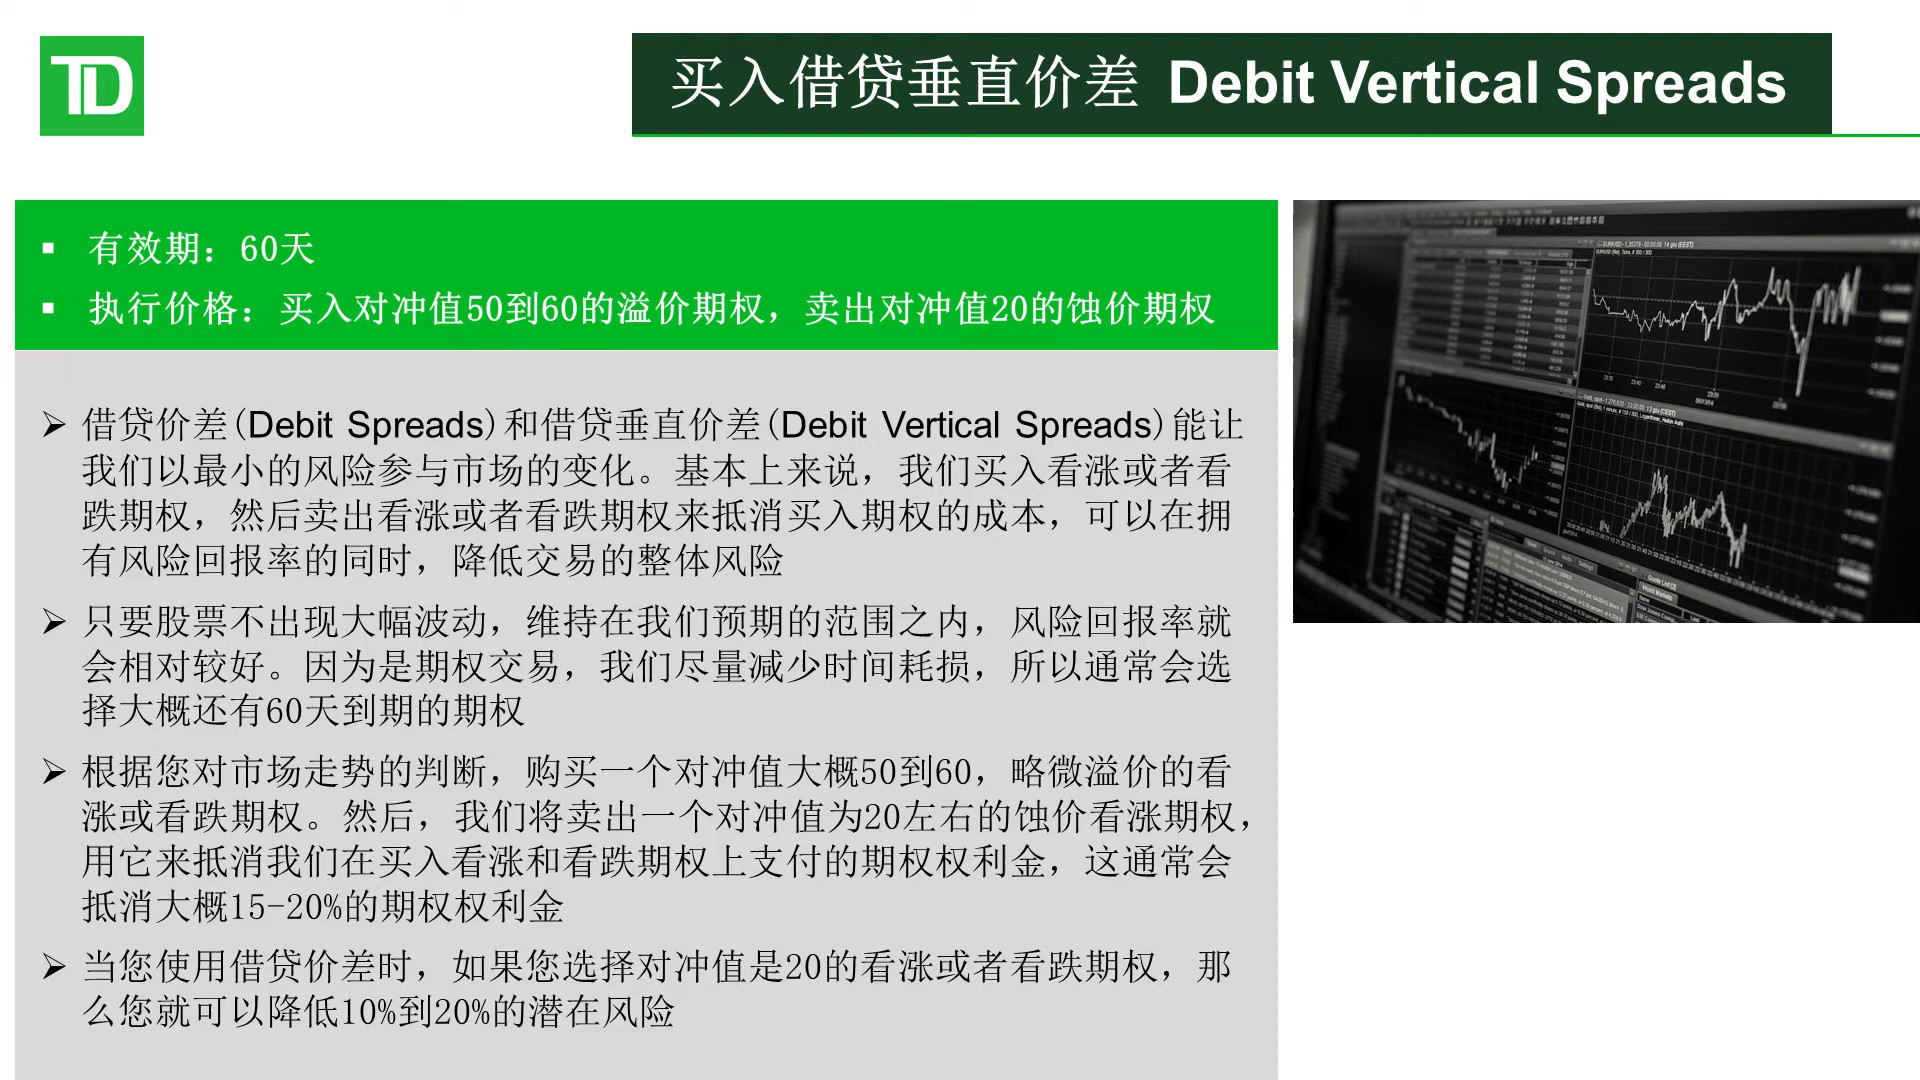 TD
买入借贷垂直价差 Debit Vertical Spreads
▪ 有效期：60天
▪ 执行价格：买入对冲值50到60的溢价期权，卖出对冲值20的蚀价期权
➢ 借贷价差(Debit Spreads)和借贷垂直价差(Debit Vertical Spreads)能让
我们以最小的风险参与市场的变化。基本上来说，我们买入看涨或者看
跌期权，然后卖出看涨或者看跌期权来抵消买入期权的成本，可以在拥
有风险回报率的同时，降低交易的整体风险
➢ 只要股票不出现大幅波动，维持在我们预期的范围之内，风险回报率就
会相对较好。因为是期权交易，我们尽量减少时间耗损，所以通常会选
择大概还有60天到期的期权
➢ 根据您对市场走势的判断，购买一个对冲值大概50到60，略微溢价的看
涨或看跌期权。然后，我们将卖出一个对冲值为20左右的蚀价看涨期权，
用它来抵消我们在买入看涨和看跌期权上支付的期权权利金，这通常会
抵消大概15-20%的期权权利金
➢ 当您使用借贷价差时，如果您选择对冲值是20的看涨或者看跌期权，那
么您就可以降低10%到20%的潜在风险